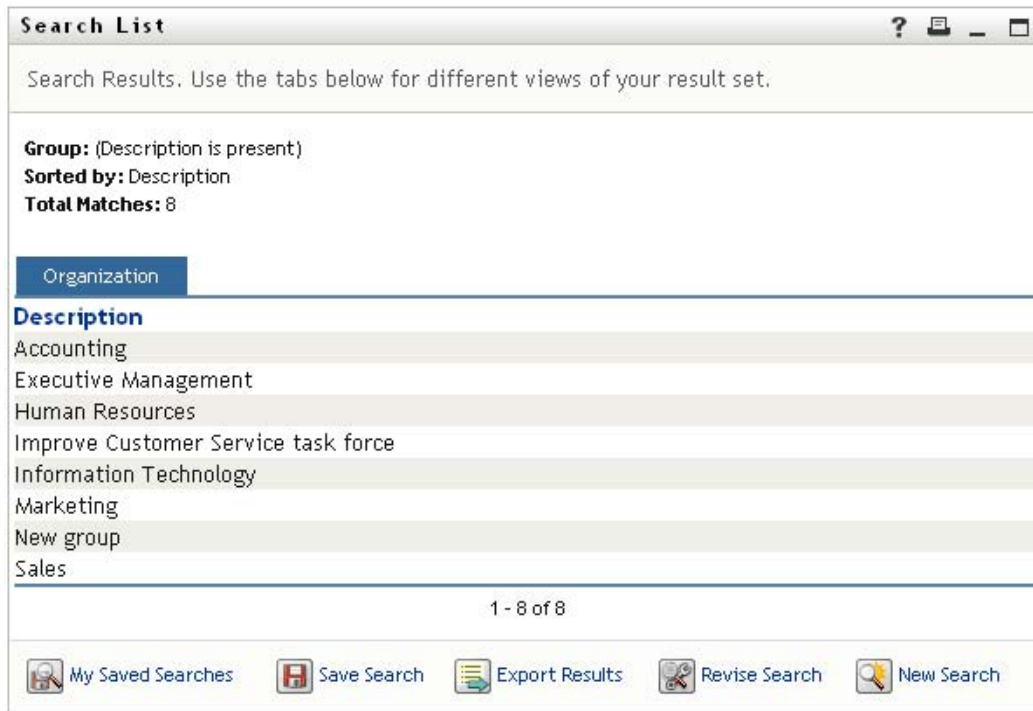 Search List
?
Search Results. Use the tabs below for different views of your result set.
Group: (Description is present)
Sorted by: Description
Total Matches: 8
Organization
Description
Accounting
Executive Management
Human Resources
Improve Customer Service task force
Information Technology
Marketing
New group
Sales
1 - 8 of 8
My Saved Searches Save Search Export Results Revise Search New Search